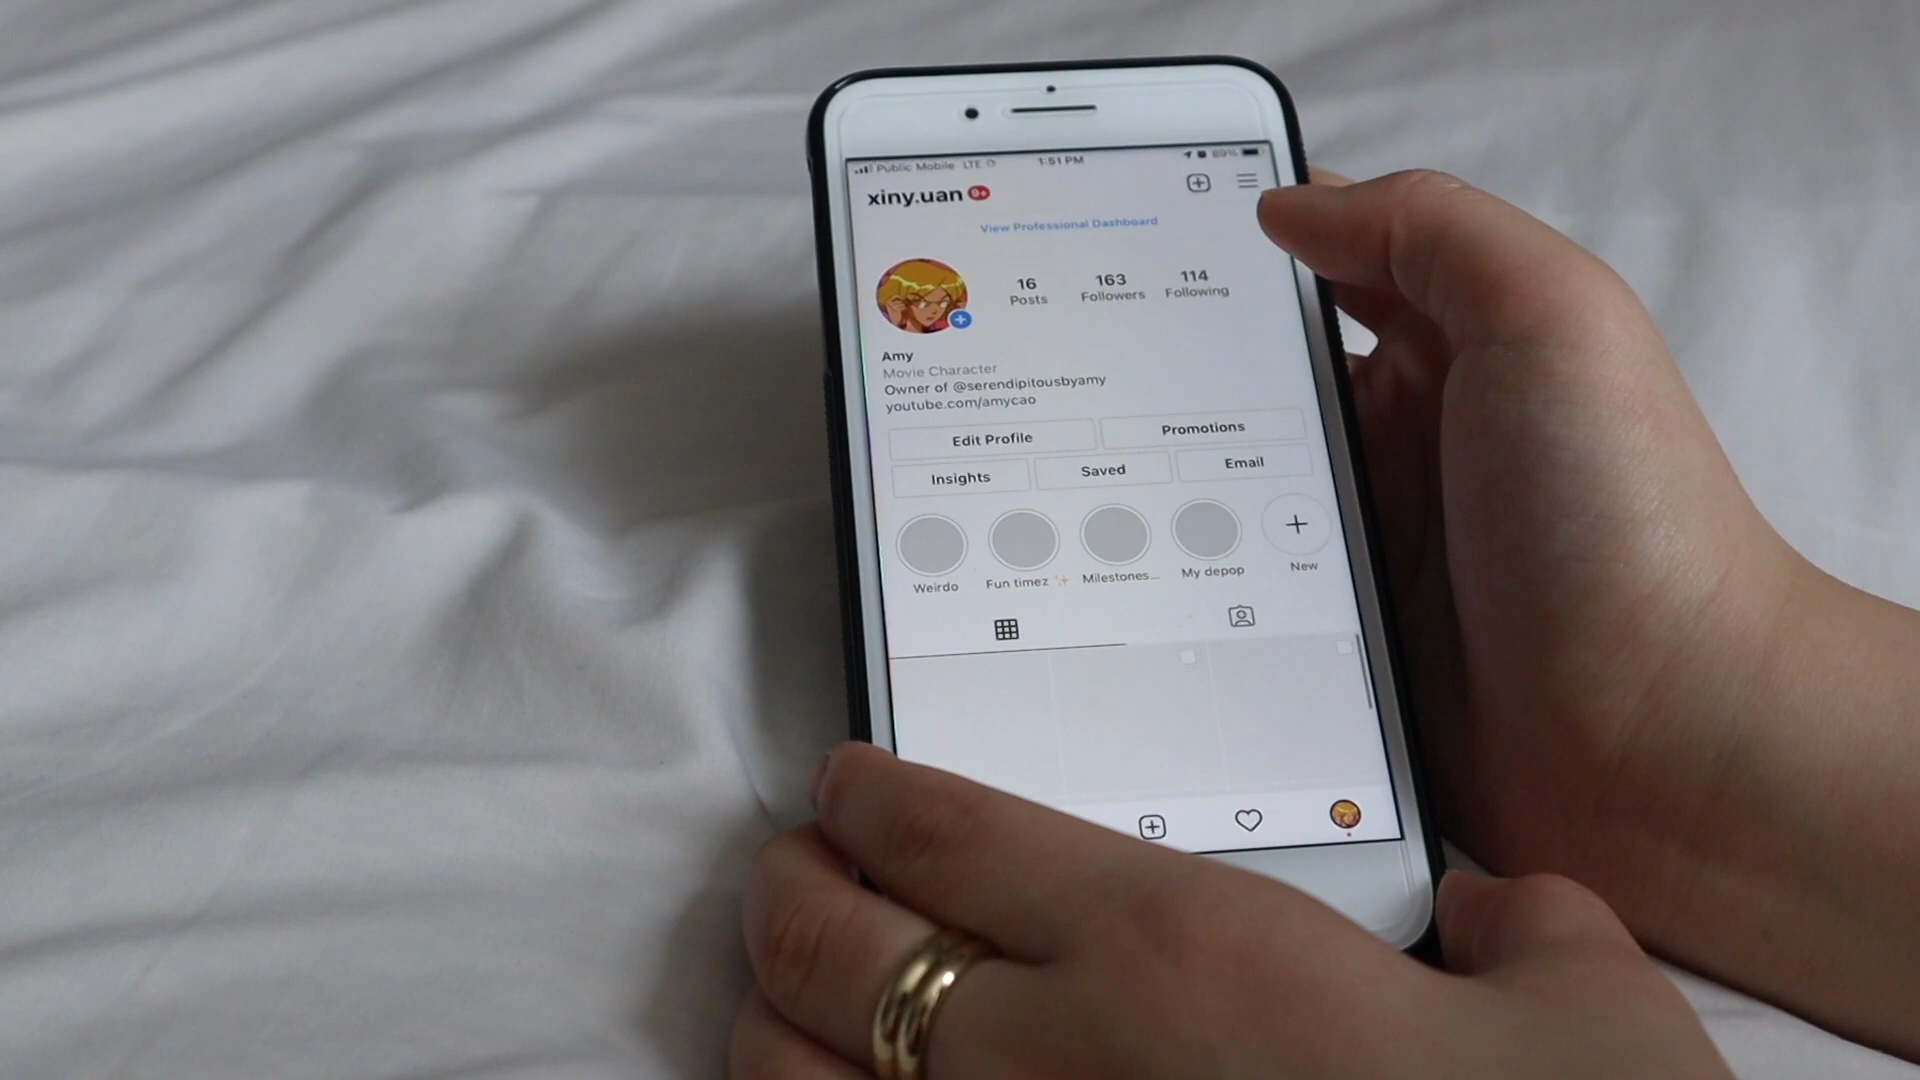 Public Mobile LTE 1:51 PM 89%
xiny.uan 9+
View Professional Dashboard
16 163 114
Posts Followers Following
Amy
Movie Character
Owner of @serendipitousbyamy
youtube.com/amycao
Edit Profile Promotions
Insights Saved Email
Weirdo Fun timez ✨ Milestones... My depop New